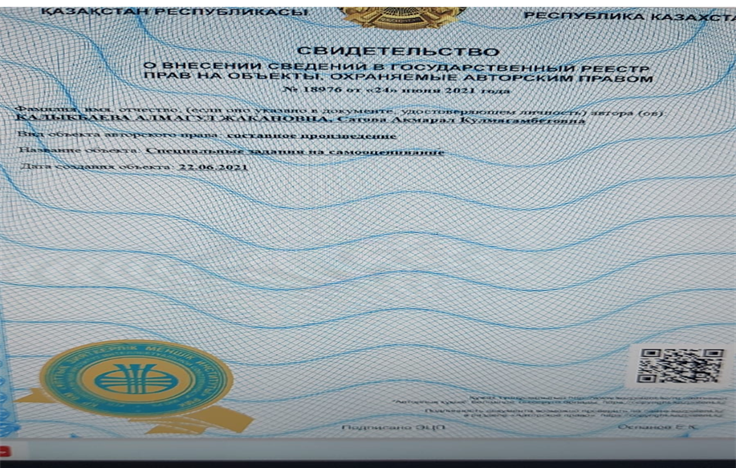 ҚАЗАҚСТАН РЕСПУБЛИКАСЫ
РЕСПУБЛИКА КАЗАХСТА
СВИДЕТЕЛЬСТВО
О ВНЕСЕНИИ СВЕДЕНИЙ В ГОСУДАРСТВЕННЫЙ РЕЕСТР
ПРАВ НА ОБЪЕКТЫ, ОХРАНЯЕМЫЕ АВТОРСКИМ ПРАВОМ
№ 18976 от «24» июня 2021 года
Фамилия, имя, отчество, (если оно указано в документе, удостоверяющем личность) автора (ов):
КАЛЫКБАЕВА АЛМАГУЛ ЖАКАНОВНА, Сатова Акмарал Кулмагамбетовна
Вид объекта авторского права: составное произведение
Название объекта: Специальные задания на самооценивание
Дата создания объекта: 22.06.2021
Подписано ЭЦП
Оспанов Е.К.